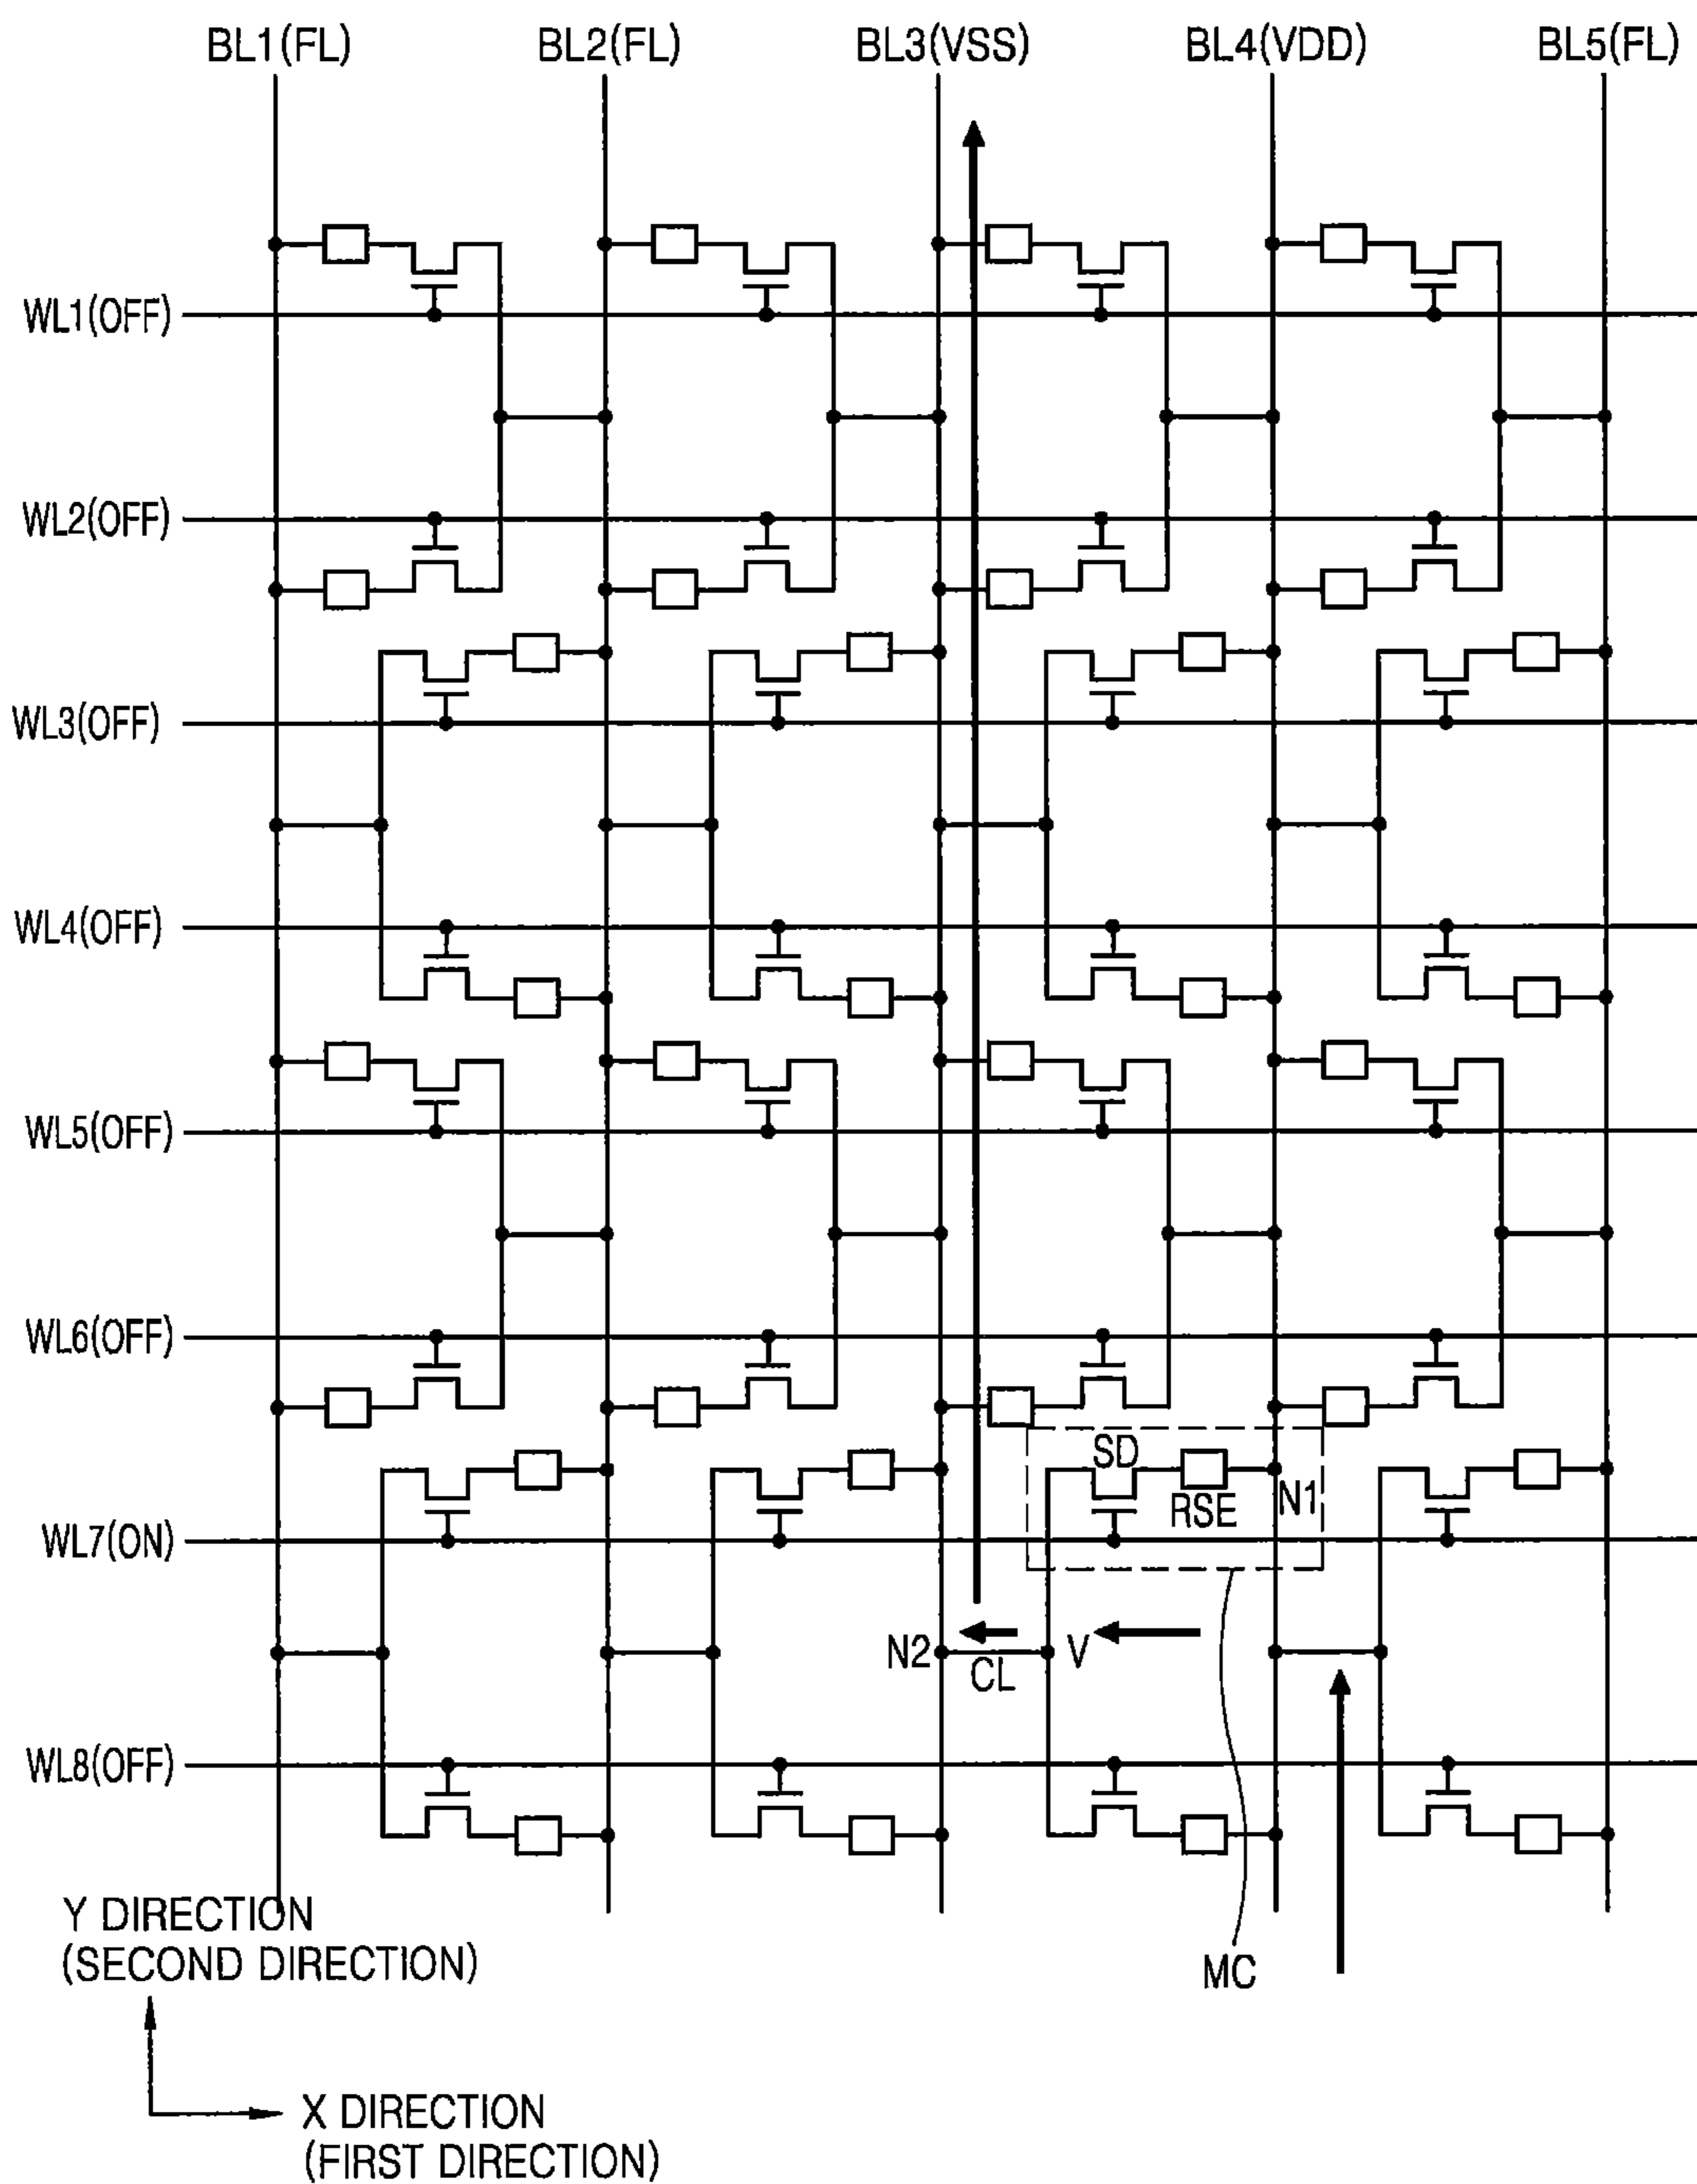 BL1(FL) BL2(FL) BL3(VSS) BL4(VDD) BL5(FL)
WL1(OFF)
WL2(OFF)
WL3(OFF)
WL4(OFF)
WL5(OFF)
WL6(OFF)
SD
RSE N1
WL7(ON)
N2 CL V
WL8(OFF)
MC
Y DIRECTION
(SECOND DIRECTION)
X DIRECTION
(FIRST DIRECTION)